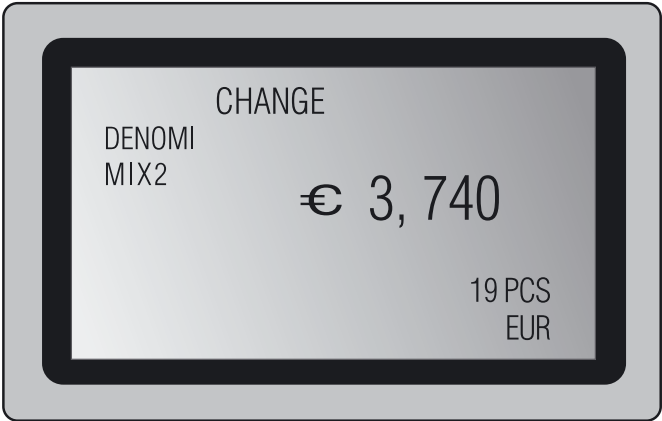 CHANGE
DENOMI
MIX2
€ 3, 740
19 PCS
EUR